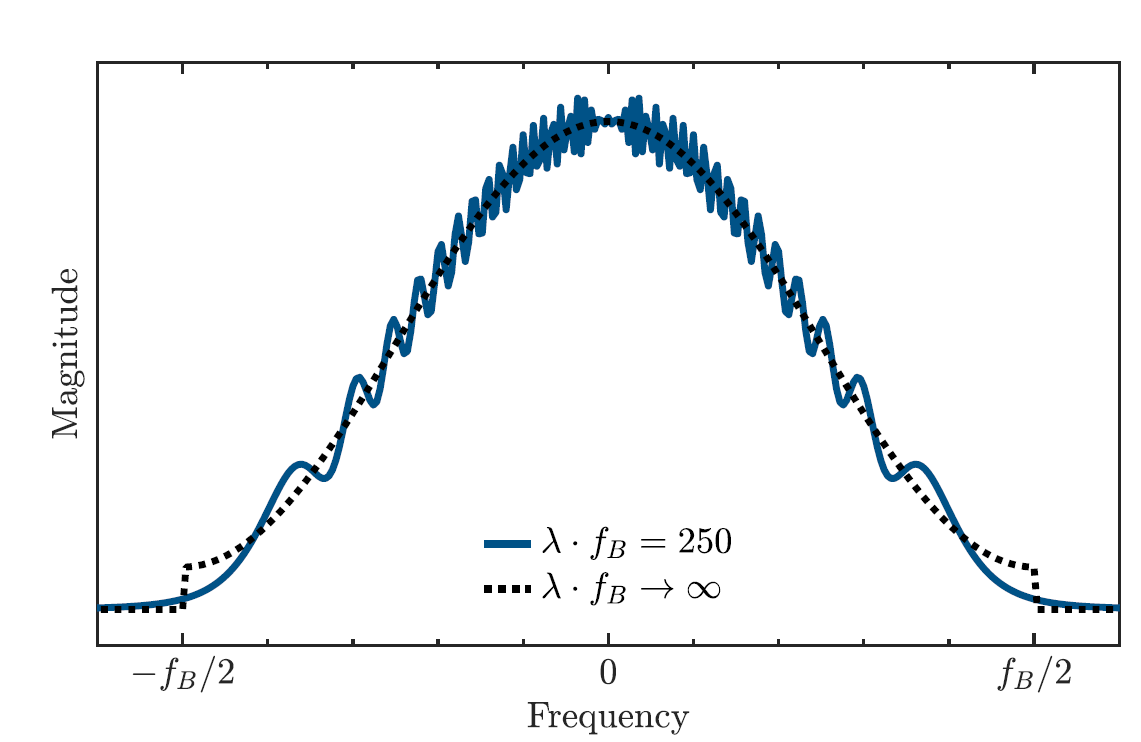 Magnitude
λ · f_B = 250
λ · f_B → ∞
−f_B/2 0 f_B/2
Frequency